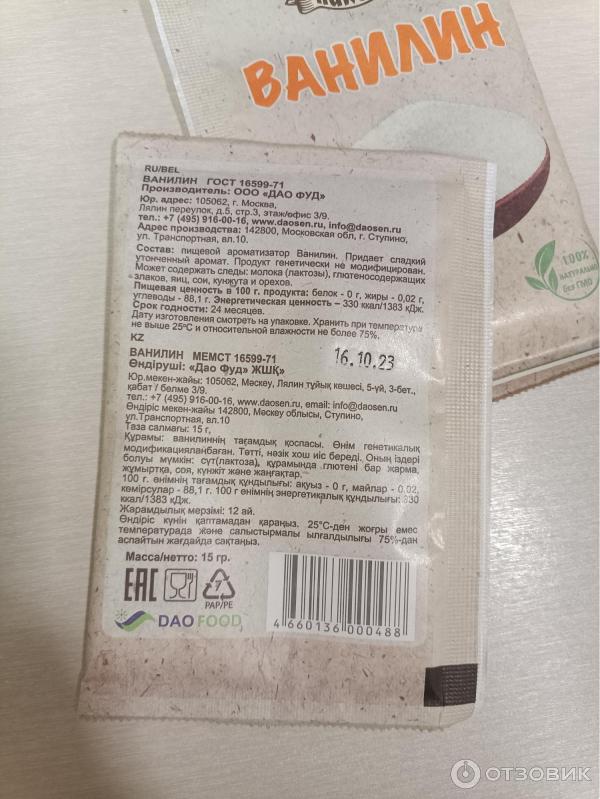 ВАНИЛИН
100%
НАТУРАЛЬНО
без ГМО
RU/BEL
ВАНИЛИН ГОСТ 16599-71
Производитель: ООО «ДАО ФУД»
Юр. адрес: 105062, г. Москва,
Лялин переулок, д.5, стр.3, этаж/офис 3/9.
тел.: +7 (495) 916-00-16, www.daosen.ru, info@daosen.ru
Адрес производства: 142800, Московская обл, г. Ступино,
ул. Транспортная, вл.10.
Состав: пищевой ароматизатор Ванилин. Придает сладкий
утонченный аромат. Продукт генетически не модифицирован.
Может содержать следы: молока (лактозы), глютеносодержащих
злаков, яиц, сои, кунжута и орехов.
Пищевая ценность в 100 г. продукта: белок - 0 г, жиры - 0,02 г,
углеводы - 88,1 г. Энергетическая ценность – 330 ккал/1383 кДж.
Срок годности: 24 месяцев.
Дату изготовления смотреть на упаковке. Хранить при температуре
не выше 25°С и относительной влажности не более 75%.
KZ
ВАНИЛИН МЕМСТ 16599-71
16.10.23
Өндіруші: «Дао Фуд» ЖШҚ»
Юр.мекен-жайы: 105062, Мәскеу, Лялин тұйық көшесі, 5-үй, 3-бет.,
қабат / бөлме 3/9.
тел.: +7 (495) 916-00-16, www.daosen.ru, email: info@daosen.ru
Өндіріс мекен-жайы 142800, Мәскеу облысы, Ступино,
ул.Транспортная, вл.10
Таза салмағы: 15 г,
Құрамы: ванилиннің тағамдық қоспасы. Өнім генетикалық
модификацияланбаған. Тәтті, нәзік хош иіс береді. Оның іздері
болуы мүмкін: сүт(лактоза), құрамында глютені бар жарма,
жұмыртқа, соя, күнжіт және жаңғақтар.
100 г. өнімнің тағамдық құндылығы: ақуыз - 0 г, майлар - 0,02,
көмірсулар - 88,1 г. 100 г өнімнің энергетикалық құндылығы: 330
ккал/1383 кДж.
Жарамдылық мерзімі: 12 ай.
Өндіріс күнін қаптамадан қараңыз. 25°С-ден жоғры емес
температурада және салыстырмалы ылғалдылығы 75%-дан
аспайтын жағдайда сақтаңыз.
Масса/нетто: 15 гр.
EAC
7
PAP/PE
DAO FOOD
4 660136 000488
ОТЗОВИК